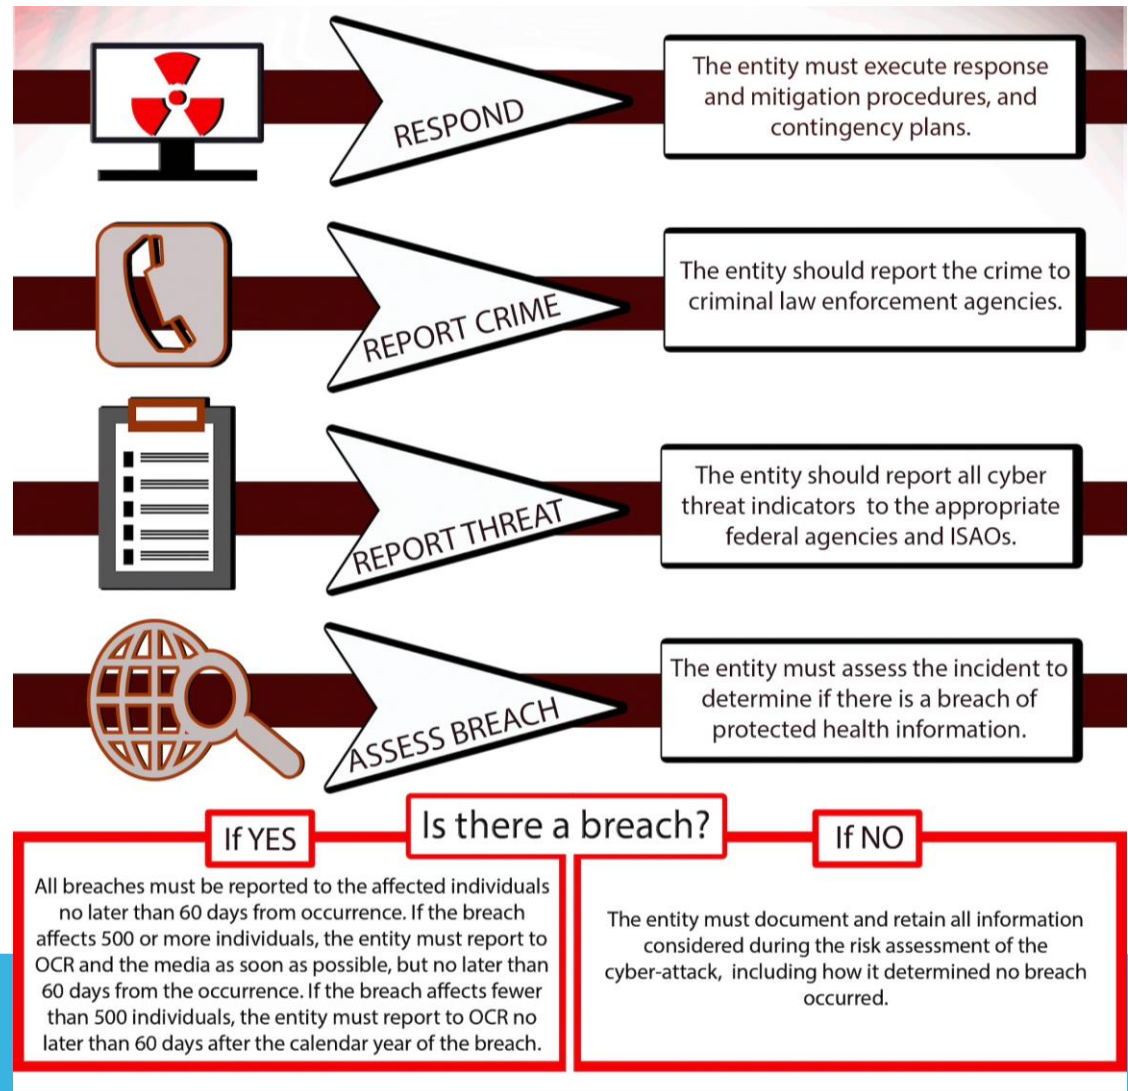 RESPOND
The entity must execute response
and mitigation procedures, and
contingency plans.
REPORT CRIME
The entity should report the crime to
criminal law enforcement agencies.
REPORT THREAT
The entity should report all cyber
threat indicators to the appropriate
federal agencies and ISAOs.
ASSESS BREACH
The entity must assess the incident to
determine if there is a breach of
protected health information.
Is there a breach?
If YES
All breaches must be reported to the affected individuals
no later than 60 days from occurrence. If the breach
affects 500 or more individuals, the entity must report to
OCR and the media as soon as possible, but no later than
60 days from the occurrence. If the breach affects fewer
than 500 individuals, the entity must report to OCR no
later than 60 days after the calendar year of the breach.
If NO
The entity must document and retain all information
considered during the risk assessment of the
cyber-attack, including how it determined no breach
occurred.